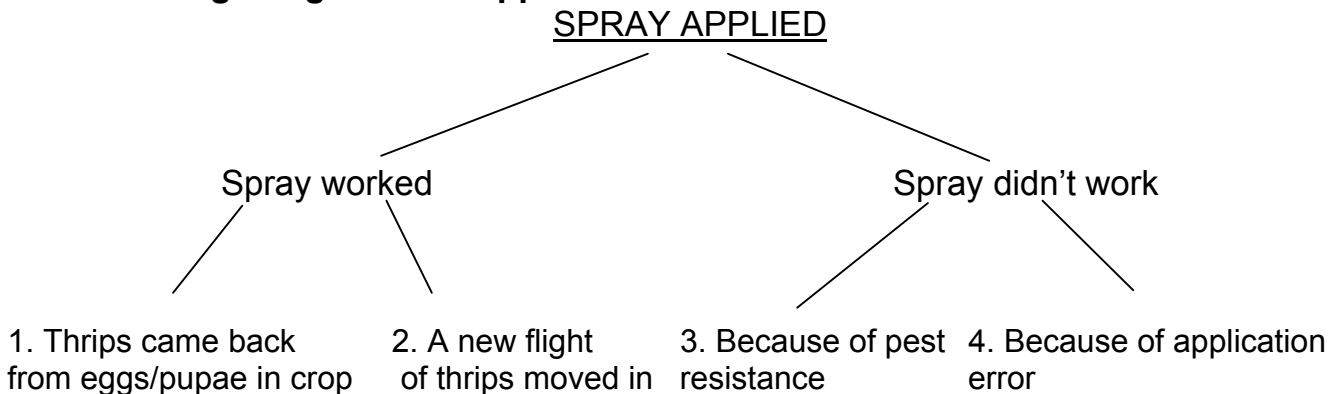 SPRAY APPLIED
Spray worked
Spray didn’t work
1. Thrips came back
from eggs/pupae in crop
2. A new flight
of thrips moved in
3. Because of pest
resistance
4. Because of application
error